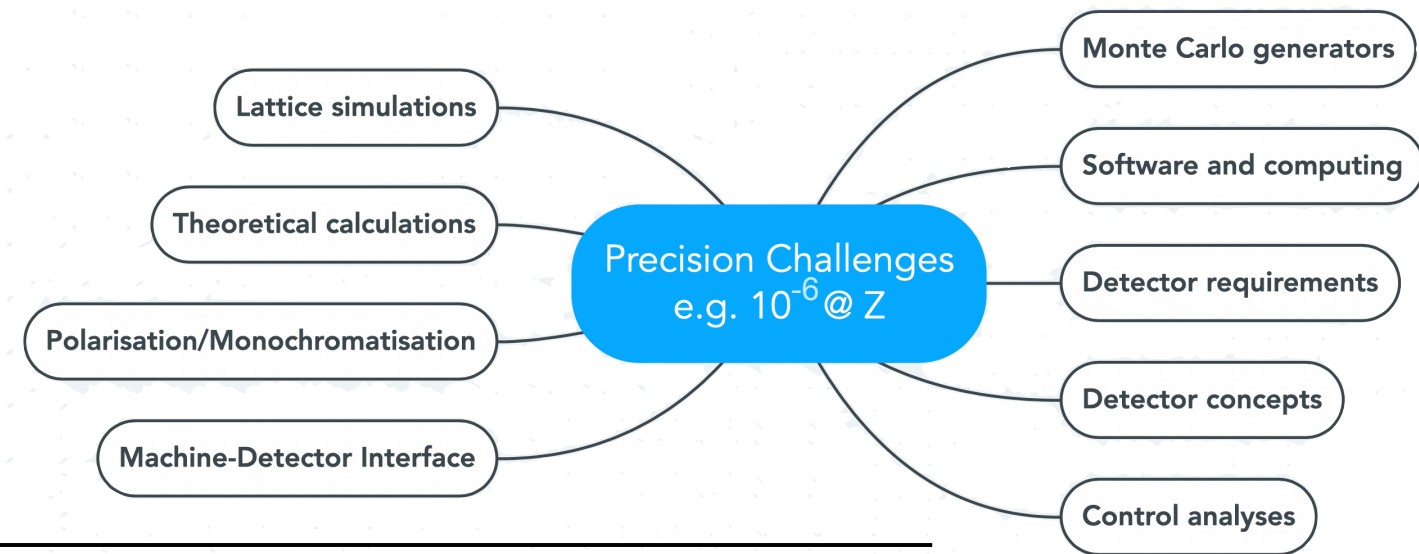 Precision Challenges
e.g. 10⁻⁶ @ Z
Lattice simulations
Theoretical calculations
Polarisation/Monochromatisation
Machine-Detector Interface
Monte Carlo generators
Software and computing
Detector requirements
Detector concepts
Control analyses